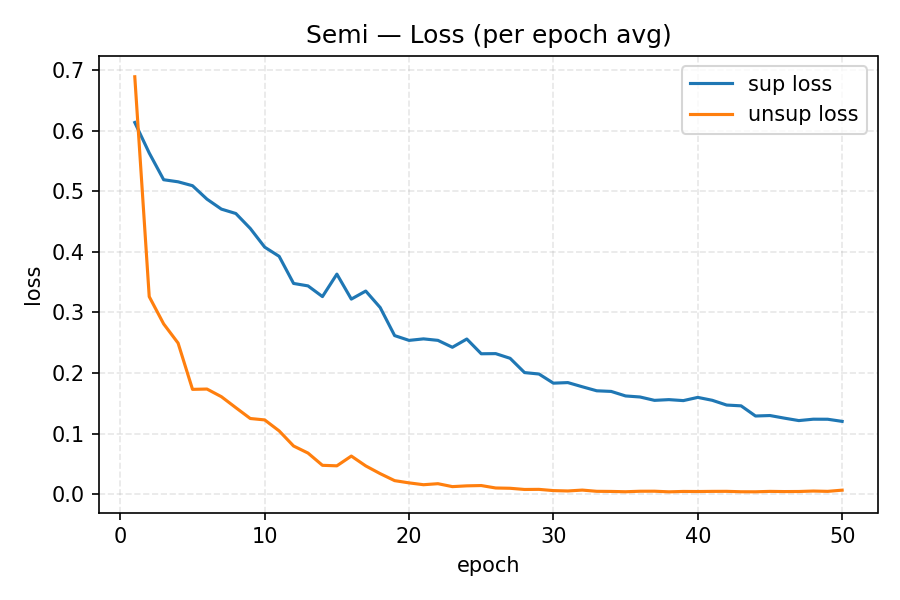 Semi — Loss (per epoch avg)
sup loss
unsup loss
0.7
0.6
0.5
0.4
0.3
0.2
0.1
0.0
loss
0 10 20 30 40 50
epoch